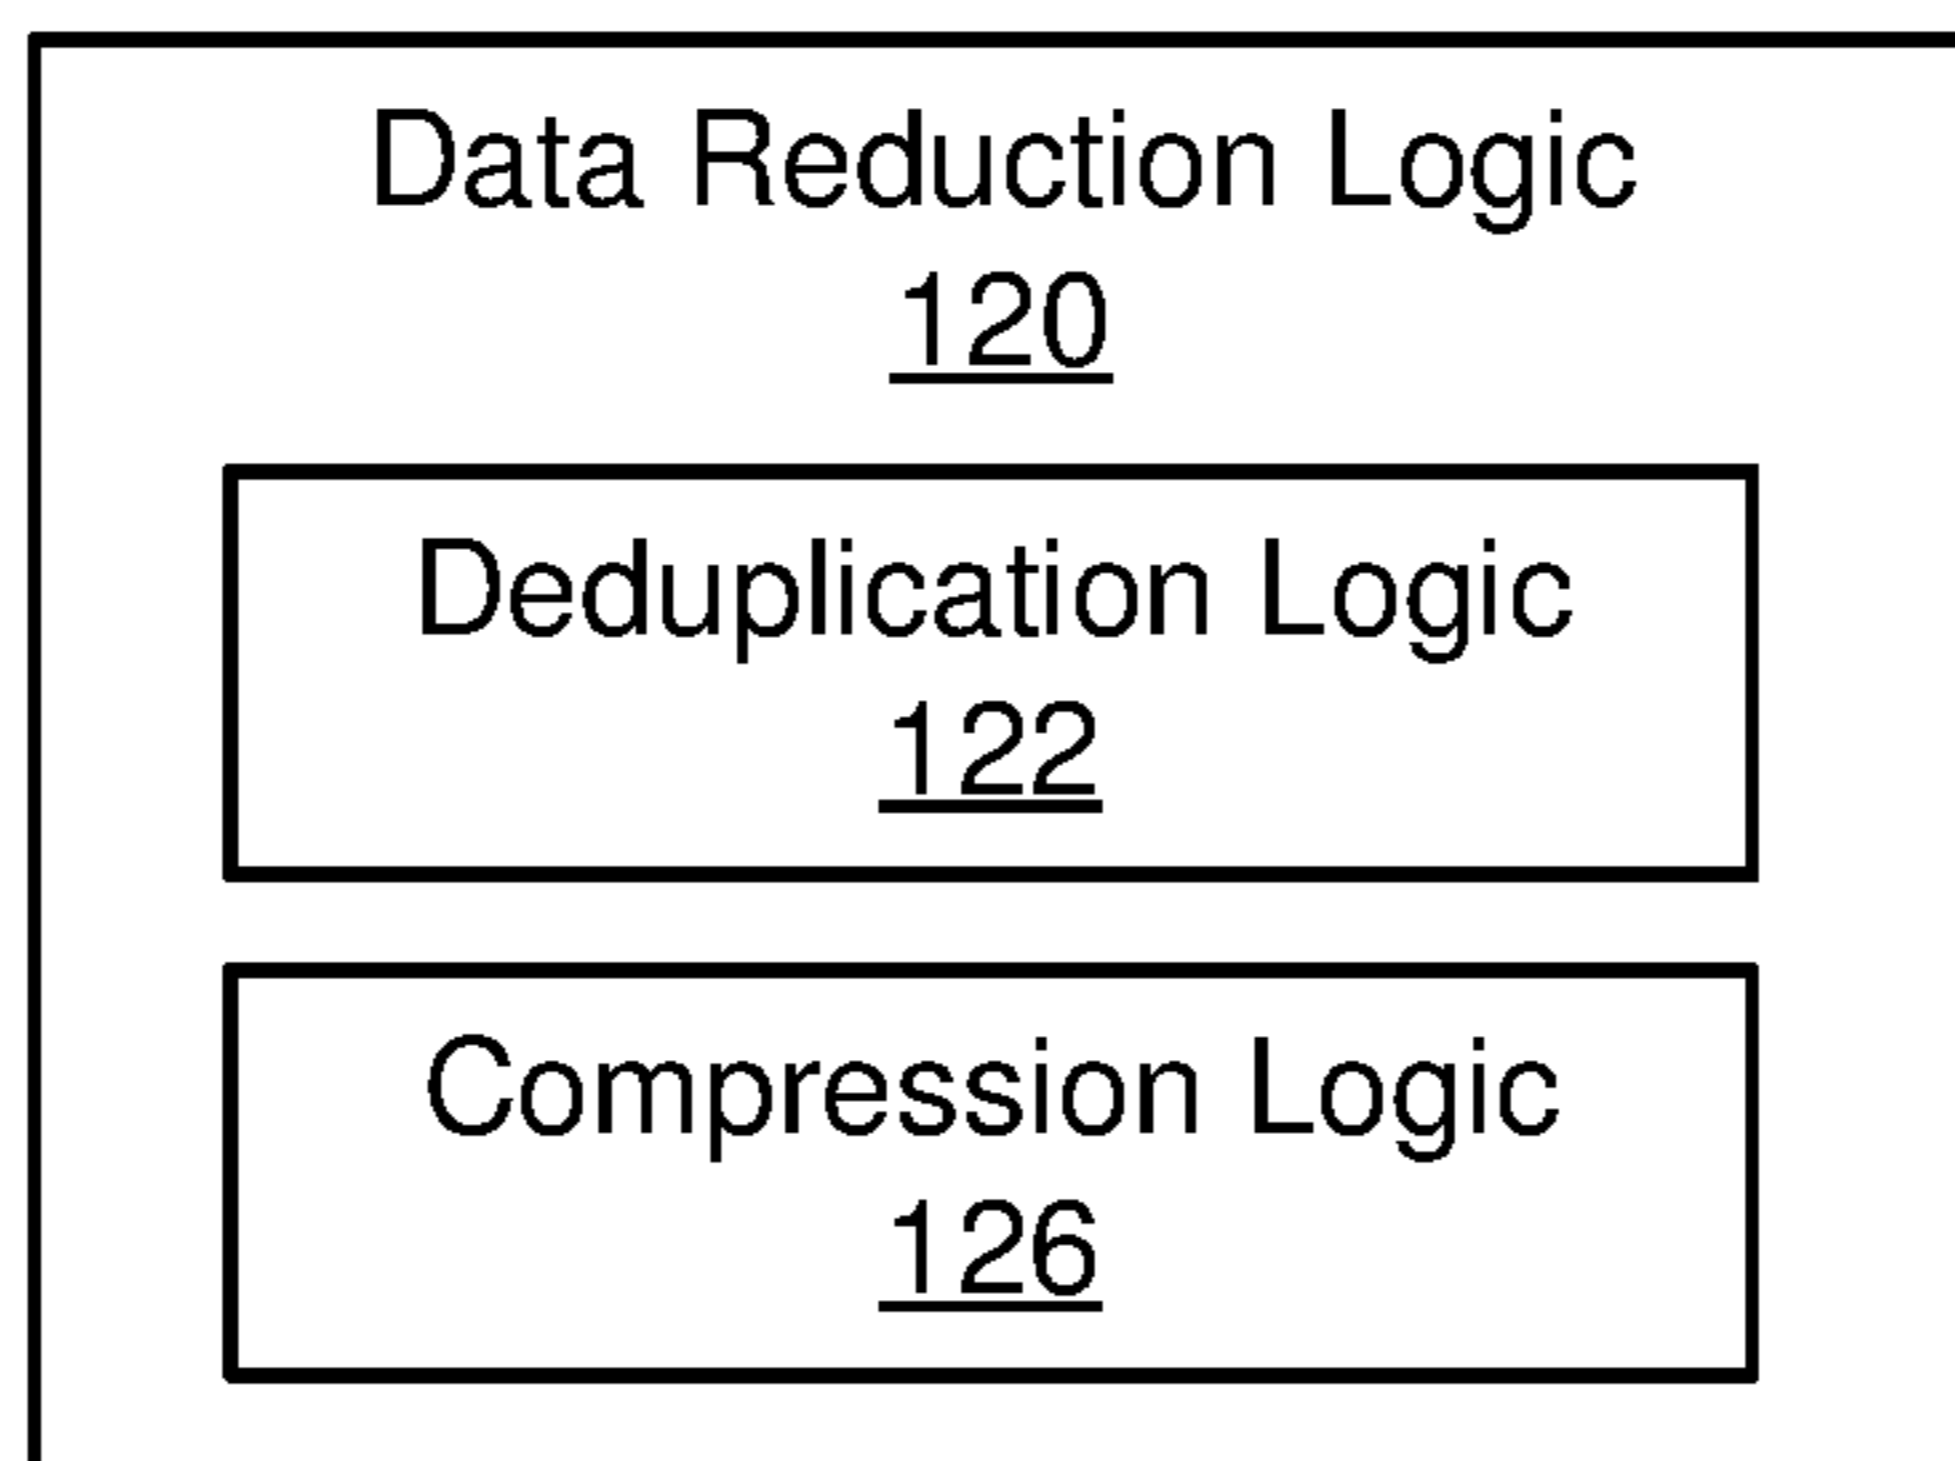 Data Reduction Logic
120
Deduplication Logic
122
Compression Logic
126